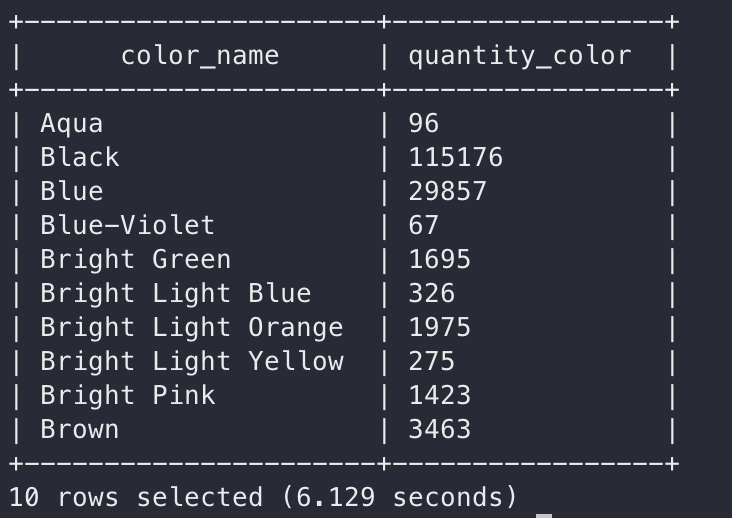 +----------------------+-----------------+
|      color_name      | quantity_color  |
+----------------------+-----------------+
| Aqua                 | 96              |
| Black                | 115176          |
| Blue                 | 29857           |
| Blue-Violet          | 67              |
| Bright Green         | 1695            |
| Bright Light Blue    | 326             |
| Bright Light Orange  | 1975            |
| Bright Light Yellow  | 275             |
| Bright Pink          | 1423            |
| Brown                | 3463            |
+----------------------+-----------------+
10 rows selected (6.129 seconds)